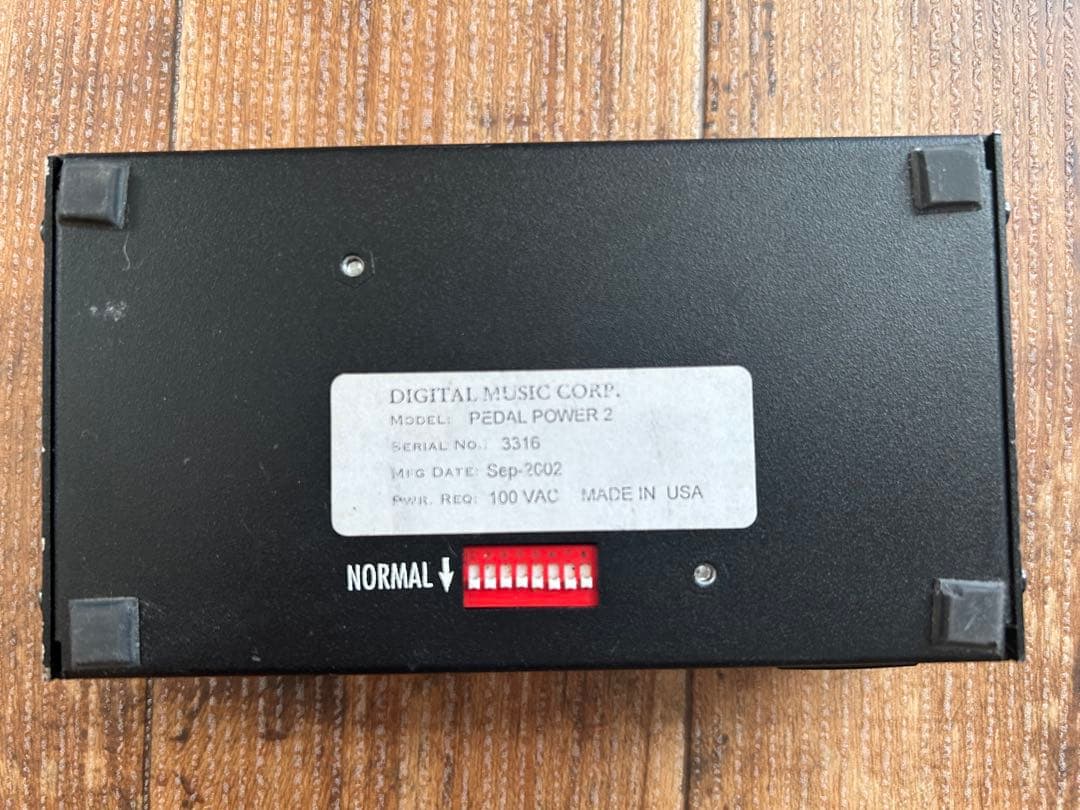 DIGITAL MUSIC CORP.
MODEL: PEDAL POWER 2
SERIAL NO.: 3316
MFG DATE: Sep-2002
PWR. REQ: 100 VAC MADE IN USA
NORMAL ↓